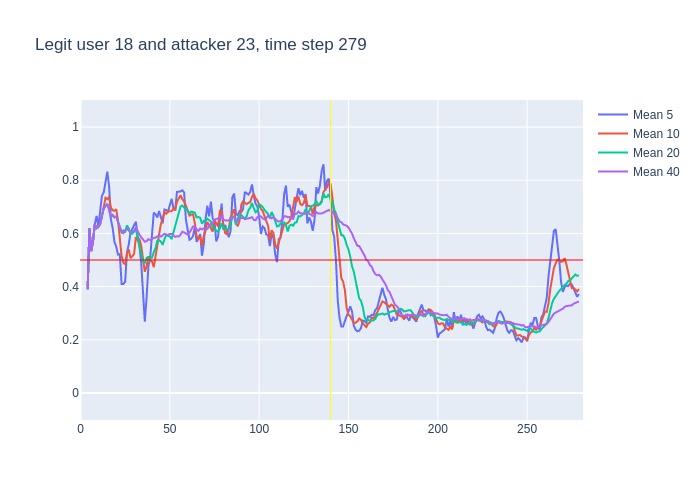 Legit user 18 and attacker 23, time step 279
Mean 5
Mean 10
Mean 20
Mean 40
1
0.8
0.6
0.4
0.2
0
0 50 100 150 200 250